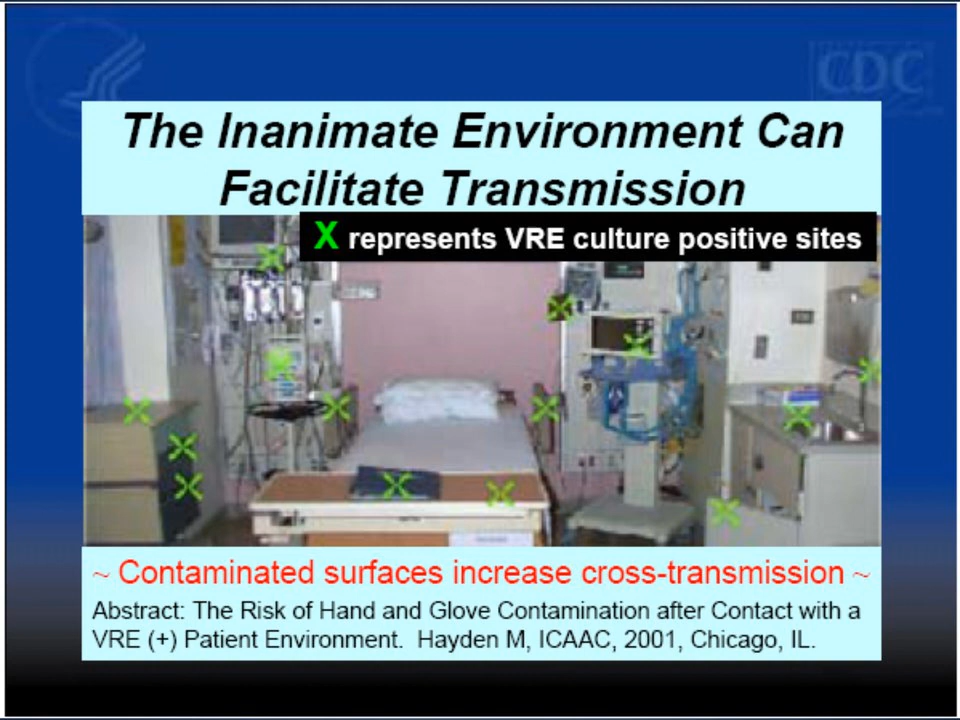 CDC
The Inanimate Environment Can
Facilitate Transmission
X represents VRE culture positive sites
~ Contaminated surfaces increase cross-transmission ~
Abstract: The Risk of Hand and Glove Contamination after Contact with a
VRE (+) Patient Environment. Hayden M, ICAAC, 2001, Chicago, IL.